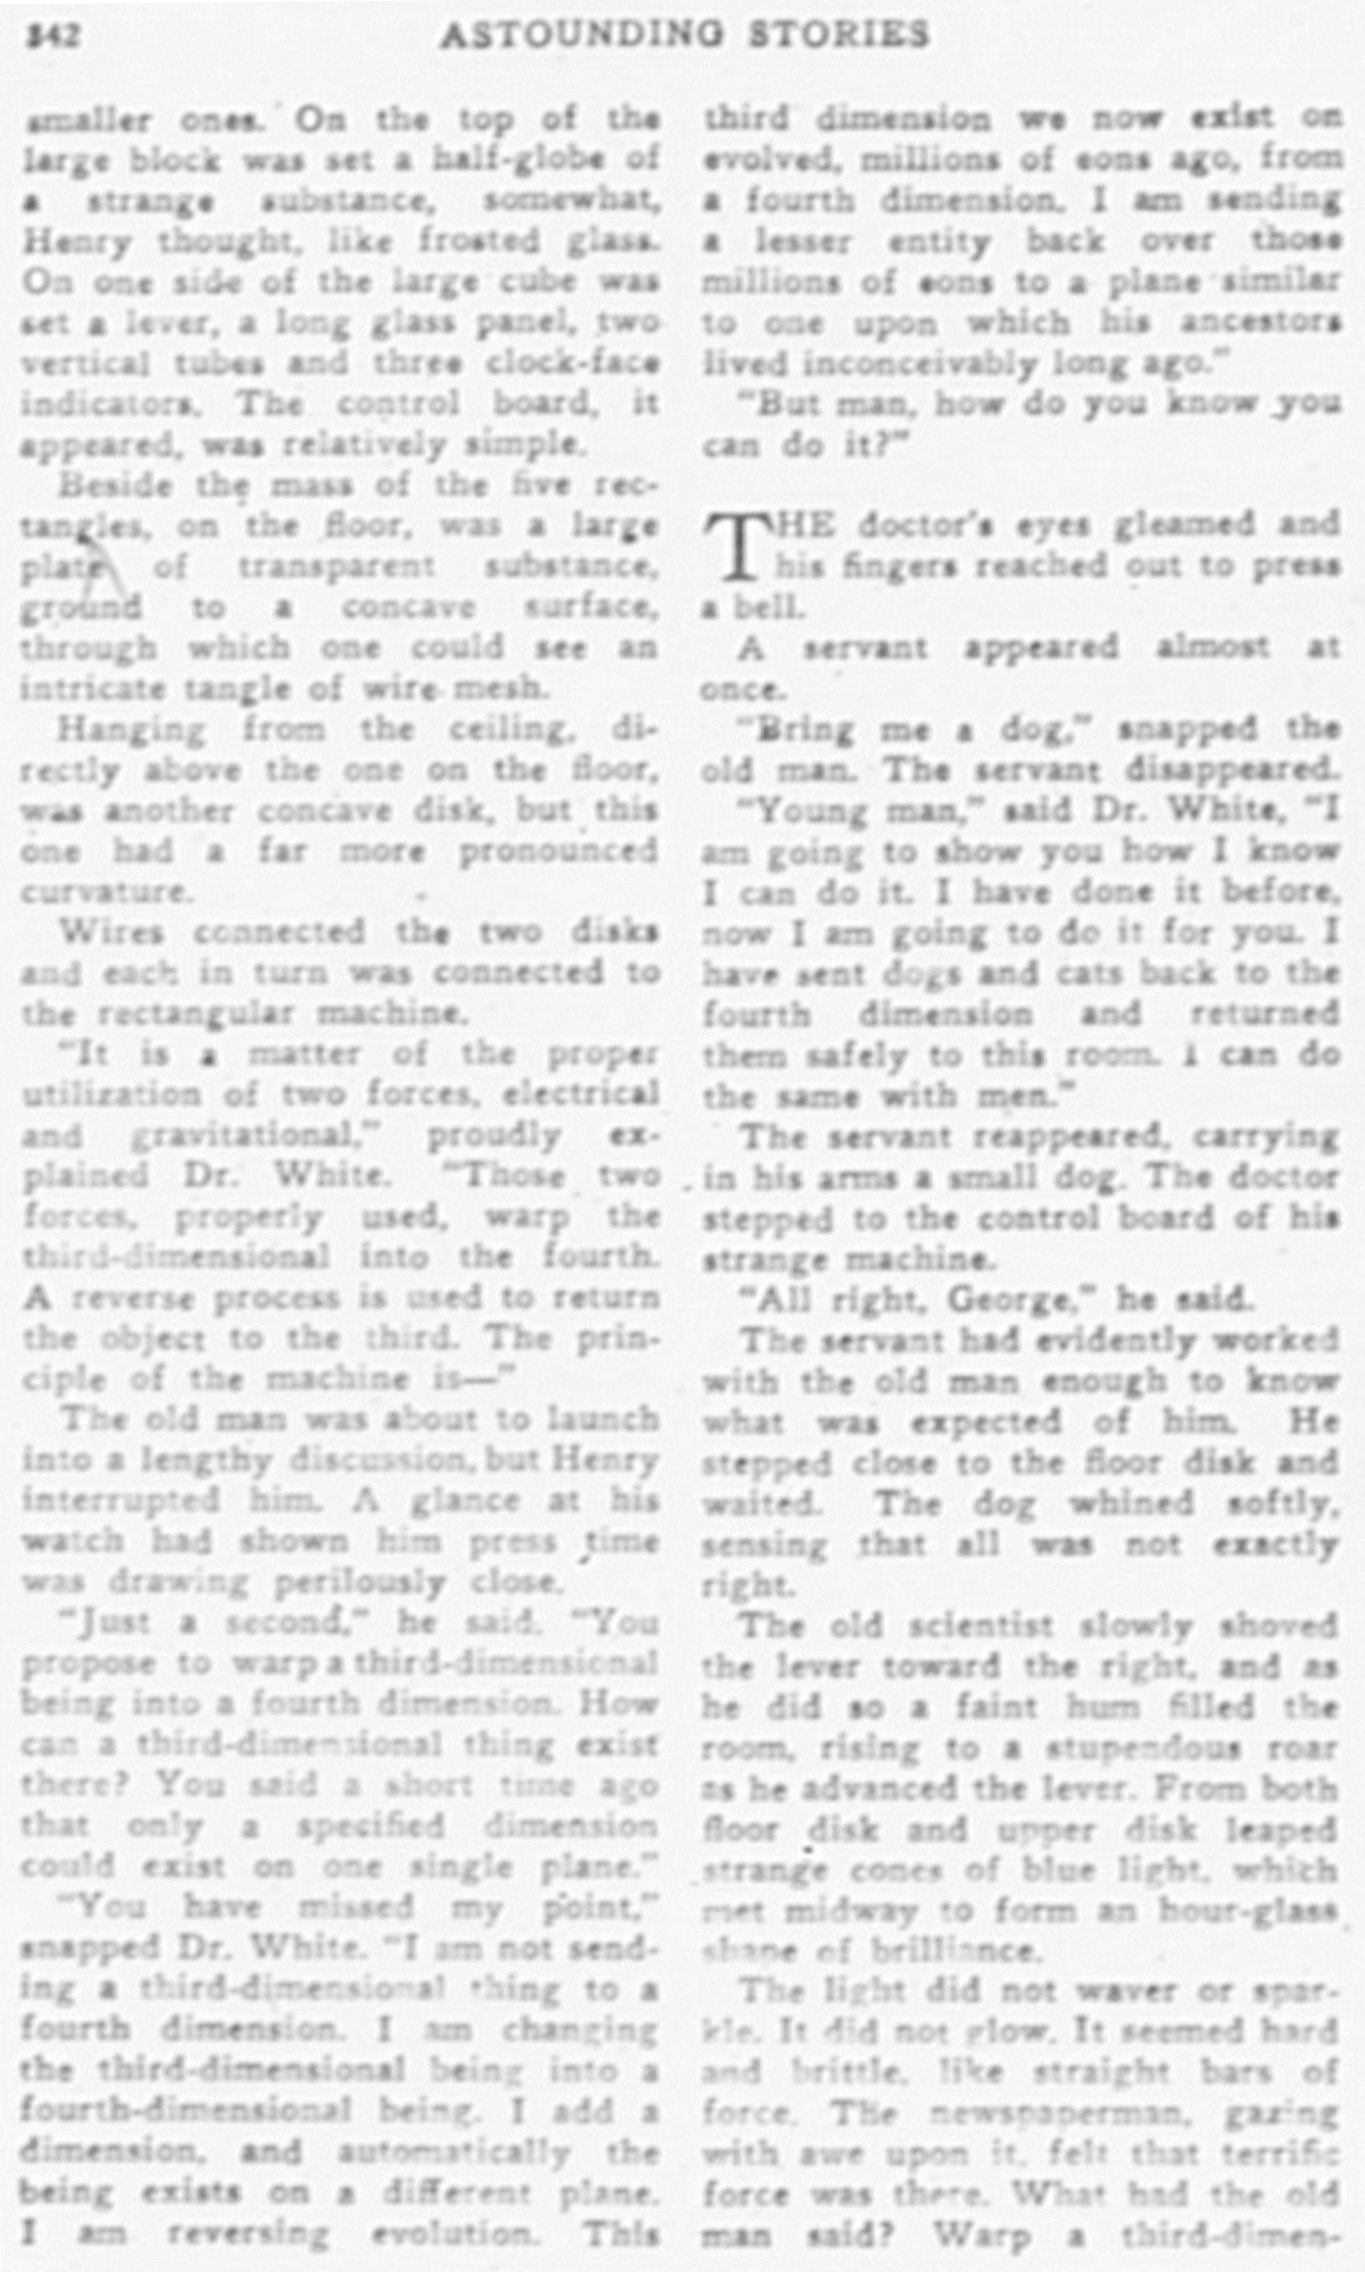 342
ASTOUNDING STORIES
smaller ones. On the top of the
large block was set a half-globe of
a strange substance, somewhat,
Henry thought, like frosted glass.
On one side of the large cube was
set a lever, a long glass panel, two
vertical tubes and three clock-face
indicators. The control board, it
appeared, was relatively simple.
Beside the mass of the five rec-
tangles, on the floor, was a large
plate of transparent substance,
ground to a concave surface,
through which one could see an
intricate tangle of wire mesh.
Hanging from the ceiling, di-
rectly above the one on the floor,
was another concave disk, but this
one had a far more pronounced
curvature.
Wires connected the two disks
and each in turn was connected to
the rectangular machine.
"It is a matter of the proper
utilization of two forces, electrical
and gravitational," proudly ex-
plained Dr. White. "Those two
forces, properly used, warp the
third-dimensional into the fourth.
A reverse process is used to return
the object to the third. The prin-
ciple of the machine is—"
The old man was about to launch
into a lengthy discussion, but Henry
interrupted him. A glance at his
watch had shown him press time
was drawing perilously close.
"Just a second," he said. "You
propose to warp a third-dimensional
being into a fourth dimension. How
can a third-dimensional thing exist
there? You said a short time ago
that only a specified dimension
could exist on one single plane."
"You have missed my point,"
snapped Dr. White. "I am not send-
ing a third-dimensional thing to a
fourth dimension. I am changing
the third-dimensional being into a
fourth-dimensional being. I add a
dimension, and automatically the
being exists on a different plane.
I am reversing evolution. This
third dimension we now exist on
evolved, millions of eons ago, from
a fourth dimension. I am sending
a lesser entity back over those
millions of eons to a plane similar
to one upon which his ancestors
lived inconceivably long ago."
"But man, how do you know you
can do it?"
THE doctor's eyes gleamed and
his fingers reached out to press
a bell.
A servant appeared almost at
once.
"Bring me a dog," snapped the
old man. The servant disappeared.
"Young man," said Dr. White, "I
am going to show you how I know
I can do it. I have done it before,
now I am going to do it for you. I
have sent dogs and cats back to the
fourth dimension and returned
them safely to this room. I can do
the same with men."
The servant reappeared, carrying
in his arms a small dog. The doctor
stepped to the control board of his
strange machine.
"All right, George," he said.
The servant had evidently worked
with the old man enough to know
what was expected of him. He
stepped close to the floor disk and
waited. The dog whined softly,
sensing that all was not exactly
right.
The old scientist slowly shoved
the lever toward the right, and as
he did so a faint hum filled the
room, rising to a stupendous roar
as he advanced the lever. From both
floor disk and upper disk leaped
strange cones of blue light, which
met midway to form an hour-glass
shape of brilliance.
The light did not waver or spar-
kle. It did not glow. It seemed hard
and brittle, like straight bars of
force. The newspaperman, gazing
with awe upon it, felt that terrific
force was there. What had the old
man said? Warp a third-dimen-